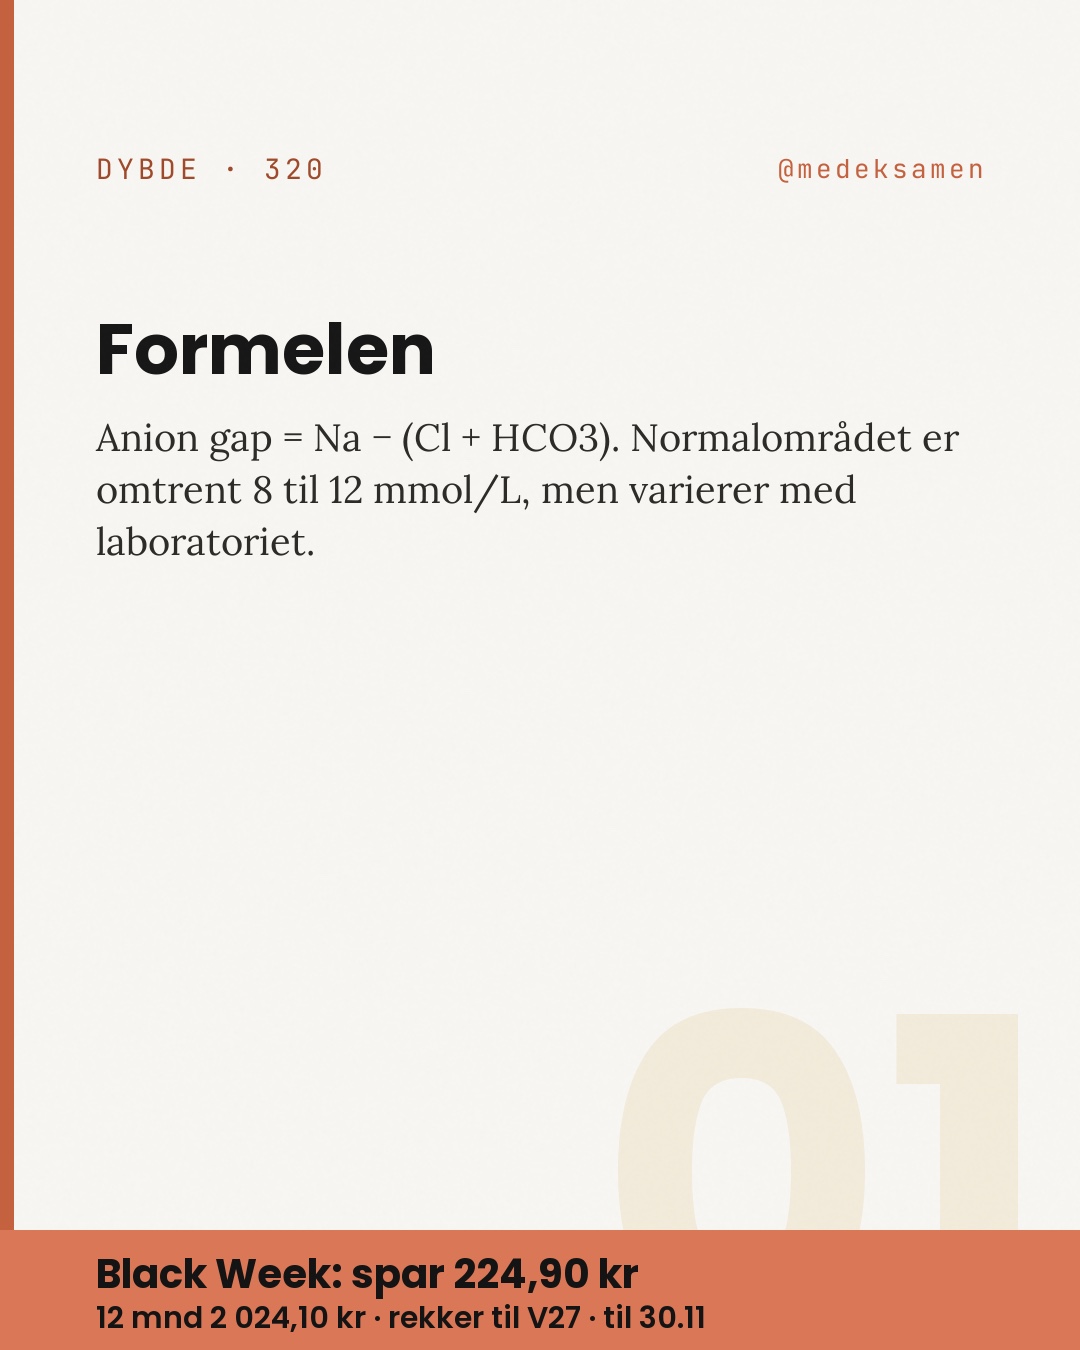 DYBDE · 320
@medeksamen
Formelen
Anion gap = Na − (Cl + HCO3). Normalområdet er
omtrent 8 til 12 mmol/L, men varierer med
laboratoriet.
01
Black Week: spar 224,90 kr
12 mnd 2 024,10 kr · rekker til V27 · til 30.11